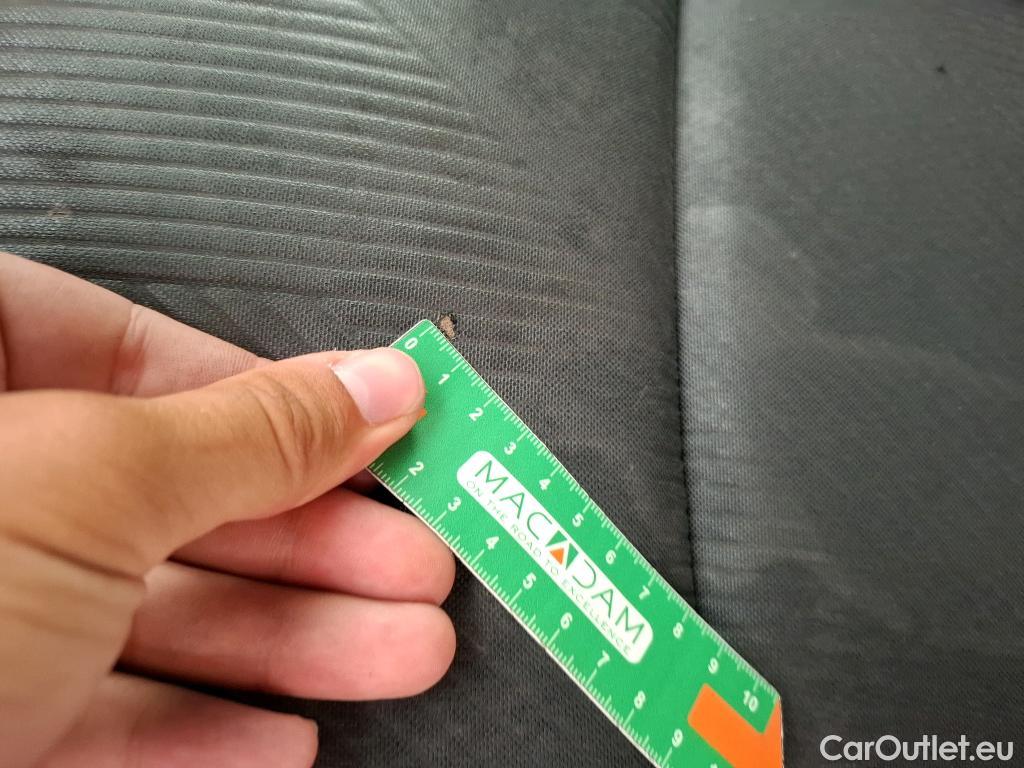 0 1 2 3 4 5 6 7 8 9 10
MACADAM
ON THE ROAD TO EXCELLENCE
2 3 4 5 6 7 8 9
CarOutlet.eu